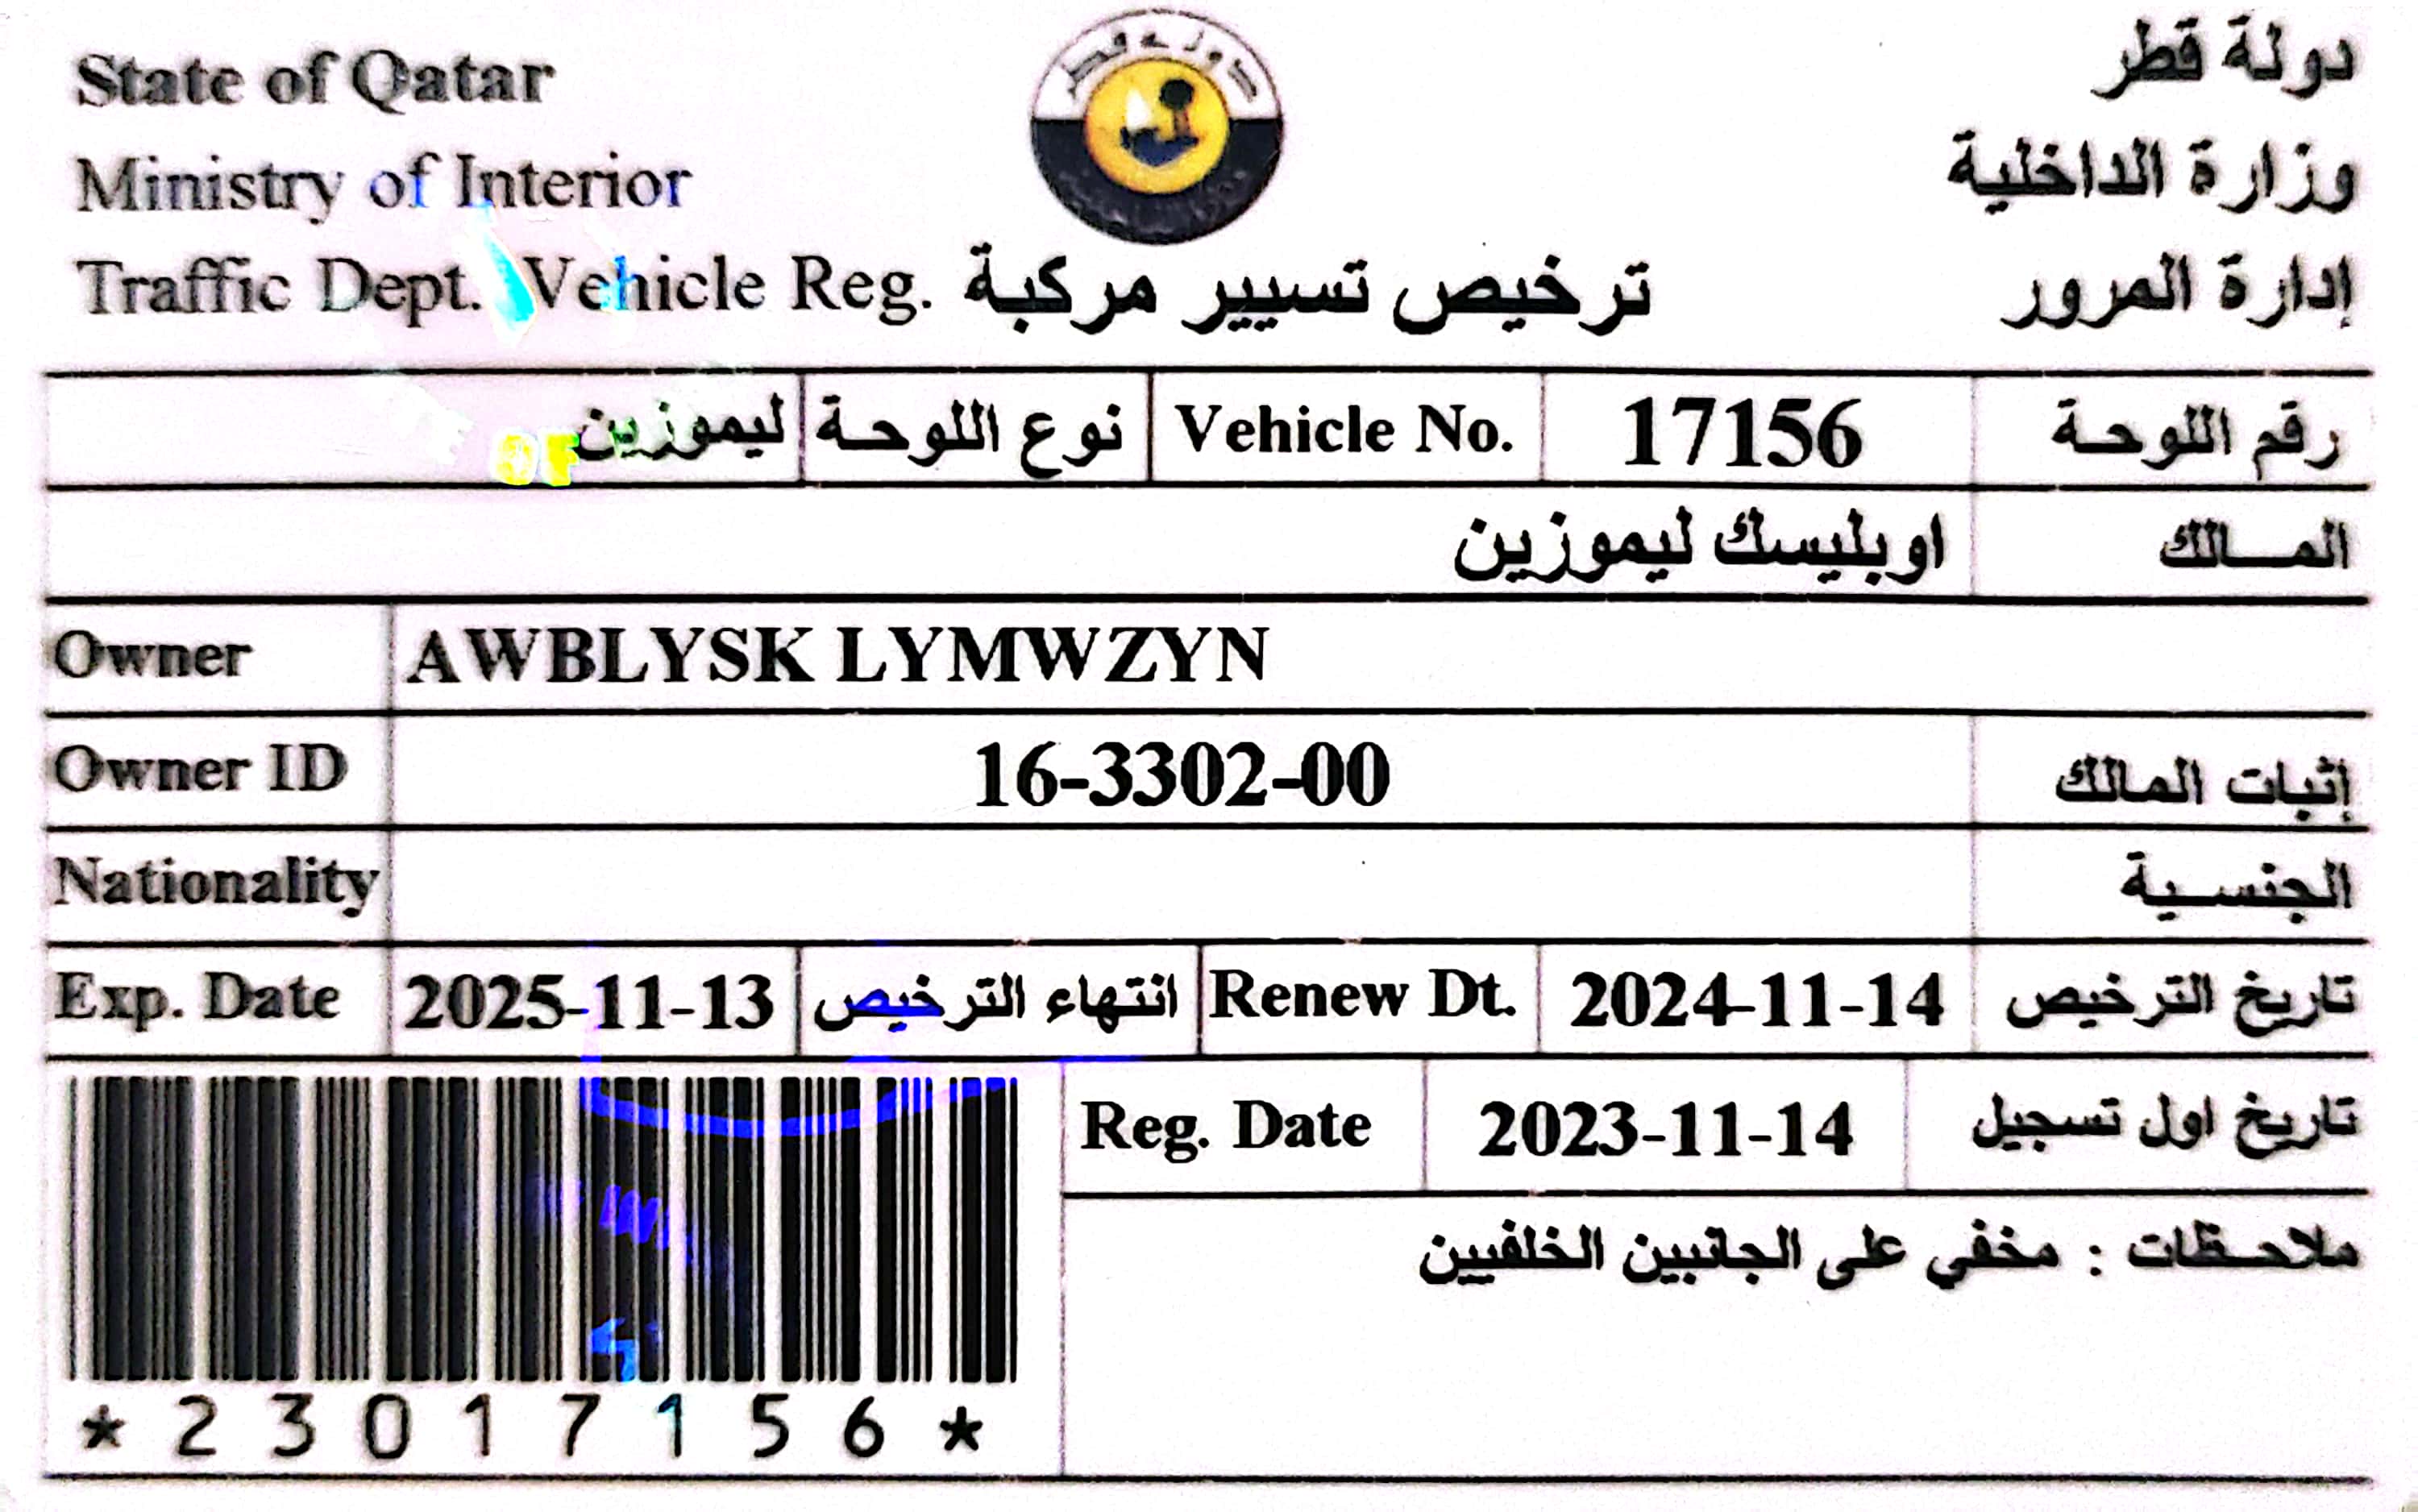 State of Qatar
دولة قطر
Ministry of Interior
وزارة الداخلية
Traffic Dept. Vehicle Reg. ترخيص تسيير مركبة
إدارة المرور
رقم اللوحة 17156 Vehicle No. نوع اللوحة ليموزين
المالك اوبليسك ليموزين
Owner AWBLYSK LYMWZYN
Owner ID 16-3302-00 إثبات المالك
Nationality الجنسية
Exp. Date 2025-11-13 انتهاء الترخيص Renew Dt. 2024-11-14 تاريخ الترخيص
Reg. Date 2023-11-14 تاريخ اول تسجيل
ملاحظات : مخفي على الجانبين الخلفيين
*23017156*